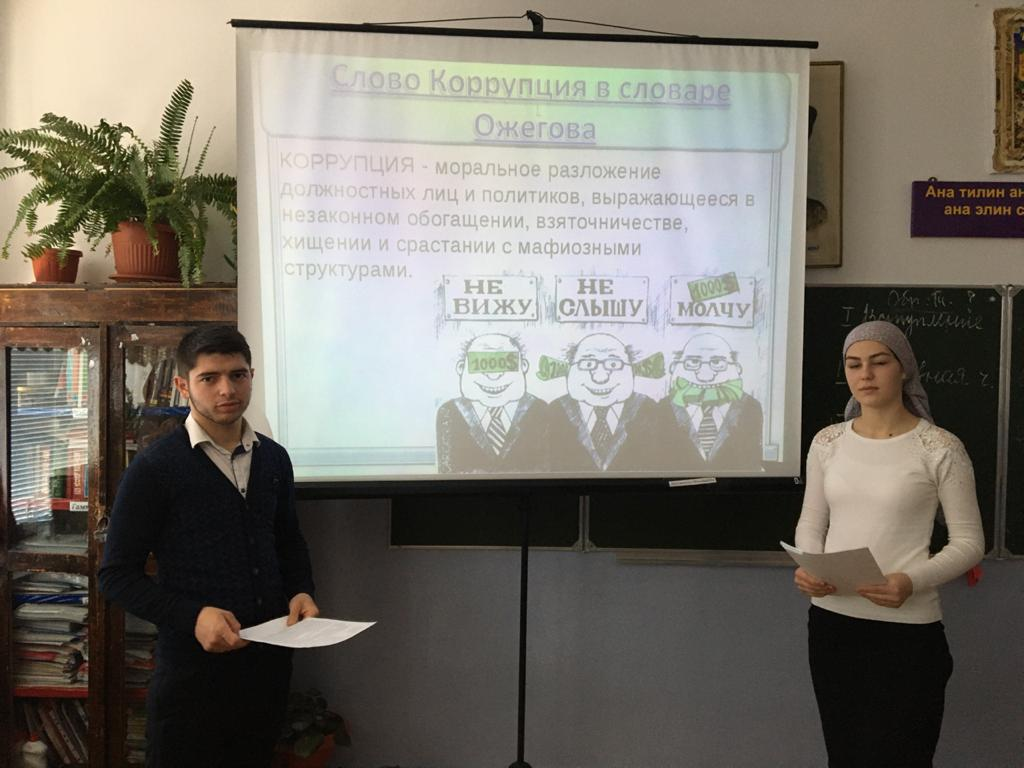 Слово Коррупция в словаре
Ожегова
КОРРУПЦИЯ - моральное разложение
должностных лиц и политиков, выражающееся в
незаконном обогащении, взяточничестве,
хищении и срастании с мафиозными
структурами.
НЕ
ВИЖУ
НЕ
СЛЫШУ
1000$
МОЛЧУ
1000$
Ана тилин
ана элин
I